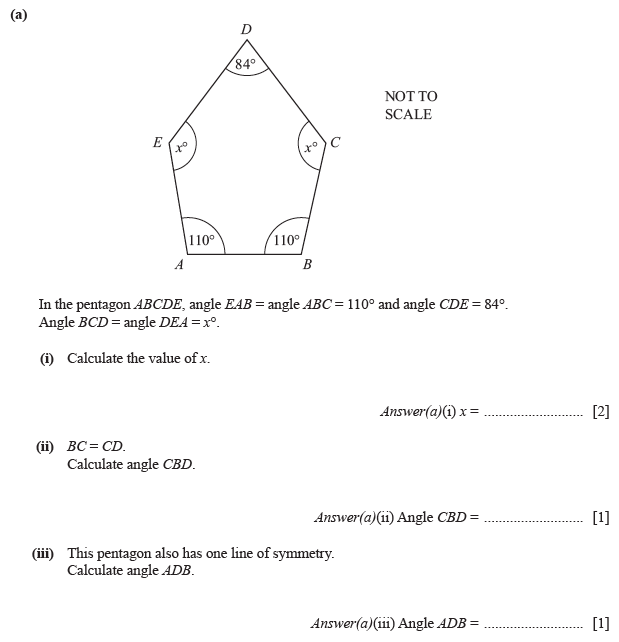 (a)
D
84°
NOT TO
SCALE
E
x°
x°
C
110°
110°
A
B
In the pentagon ABCDE, angle EAB = angle ABC = 110° and angle CDE = 84°.
Angle BCD = angle DEA = x°.
(i) Calculate the value of x.
Answer(a)(i) x = ........................... [2]
(ii) BC = CD.
Calculate angle CBD.
Answer(a)(ii) Angle CBD = ........................... [1]
(iii) This pentagon also has one line of symmetry.
Calculate angle ADB.
Answer(a)(iii) Angle ADB = ........................... [1]